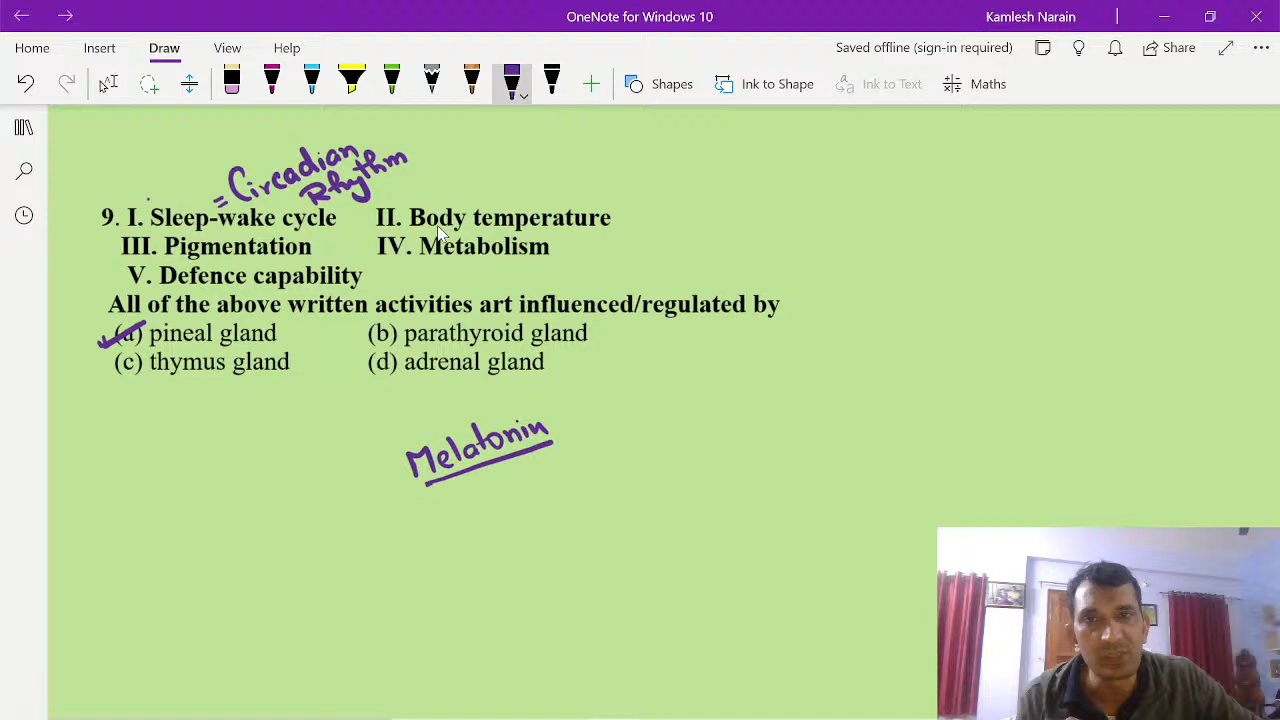 OneNote for Windows 10
Kamlesh Narain
Home Insert Draw View Help
Saved offline (sign-in required)
Share
Shapes
Ink to Shape
Ink to Text
Maths
= Circadian
Rhythm
9. I. Sleep-wake cycle II. Body temperature
III. Pigmentation IV. Metabolism
V. Defence capability
All of the above written activities art influenced/regulated by
(a) pineal gland (b) parathyroid gland
(c) thymus gland (d) adrenal gland
Melatonin